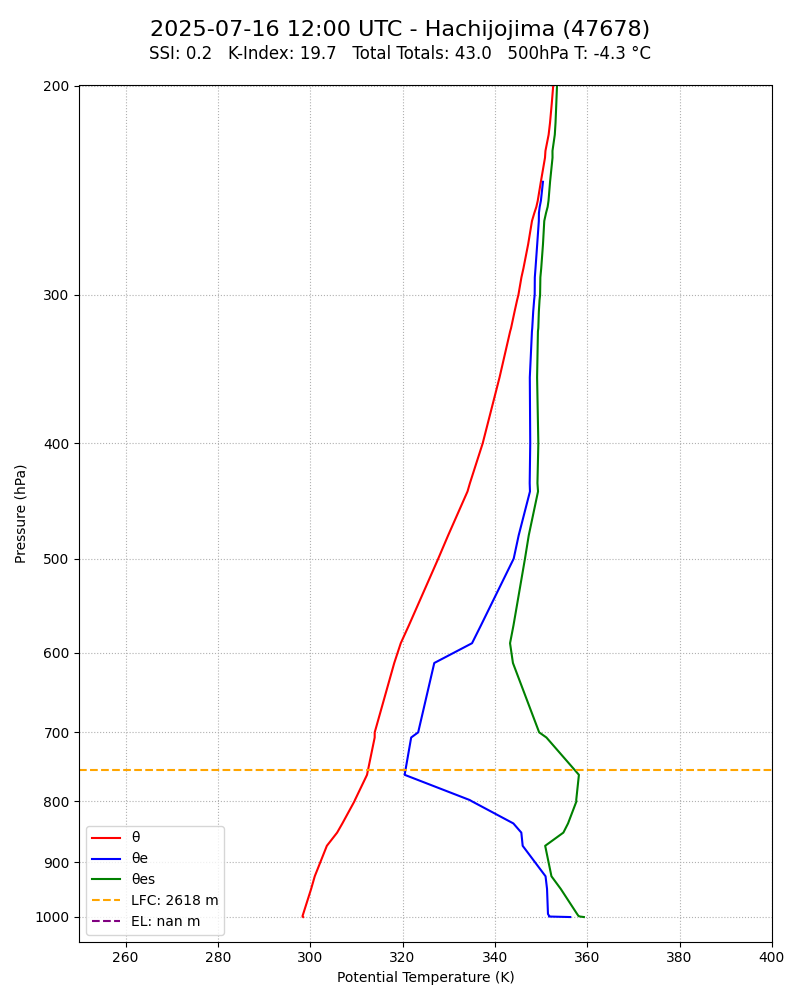 2025-07-16 12:00 UTC - Hachijojima (47678)
SSI: 0.2   K-Index: 19.7   Total Totals: 43.0   500hPa T: -4.3 °C
200
300
400
500
600
700
800
900
1000
Pressure (hPa)
θ
θe
θes
LFC: 2618 m
EL: nan m
260 280 300 320 340 360 380 400
Potential Temperature (K)